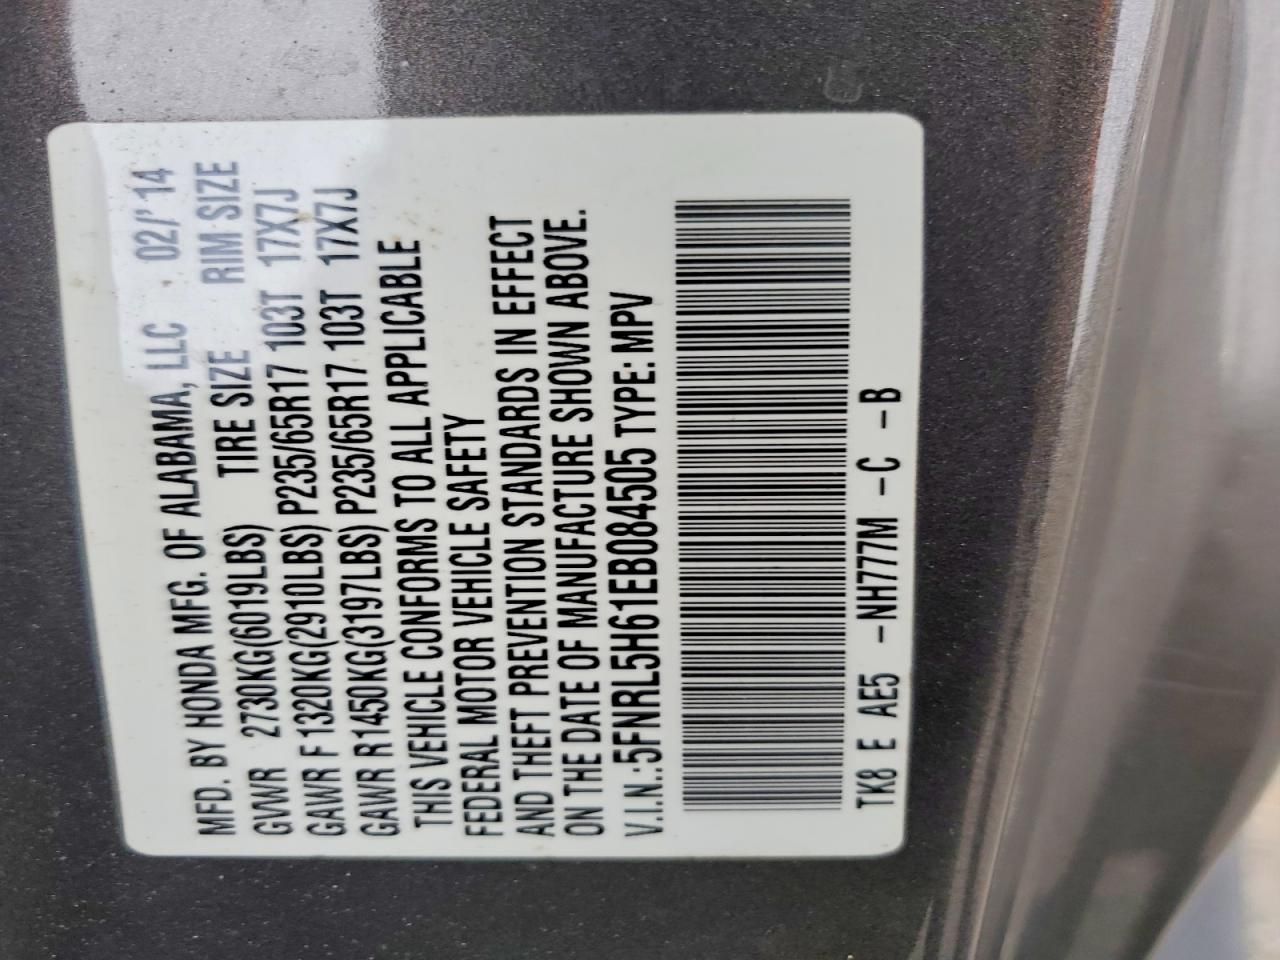 MFD. BY HONDA MFG. OF ALABAMA, LLC 02/'14
GVWR 2730KG(6019LBS) TIRE SIZE RIM SIZE
GAWR F 1320KG(2910LBS) P235/65R17 103T 17X7J
GAWR R1450KG(3197LBS) P235/65R17 103T 17X7J
THIS VEHICLE CONFORMS TO ALL APPLICABLE
FEDERAL MOTOR VEHICLE SAFETY
AND THEFT PREVENTION STANDARDS IN EFFECT
ON THE DATE OF MANUFACTURE SHOWN ABOVE.
V.I.N.:5FNRL5H61EB084505 TYPE: MPV
TK8 E AE5 -NH777M -C -B